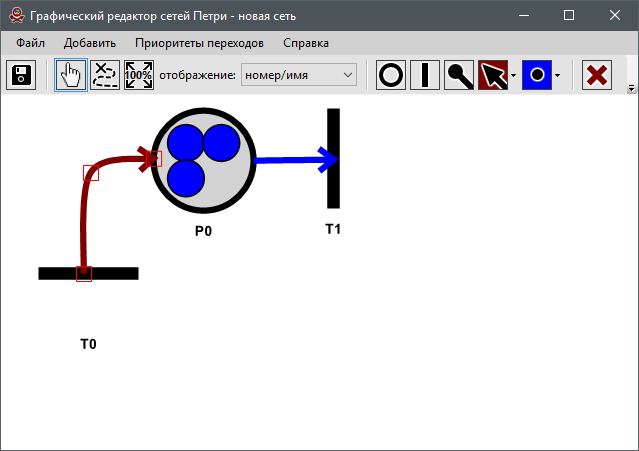 Графический редактор сетей Петри - новая сеть
Файл Добавить Приоритеты переходов Справка
100% отображение: номер/имя
P0
T1
T0